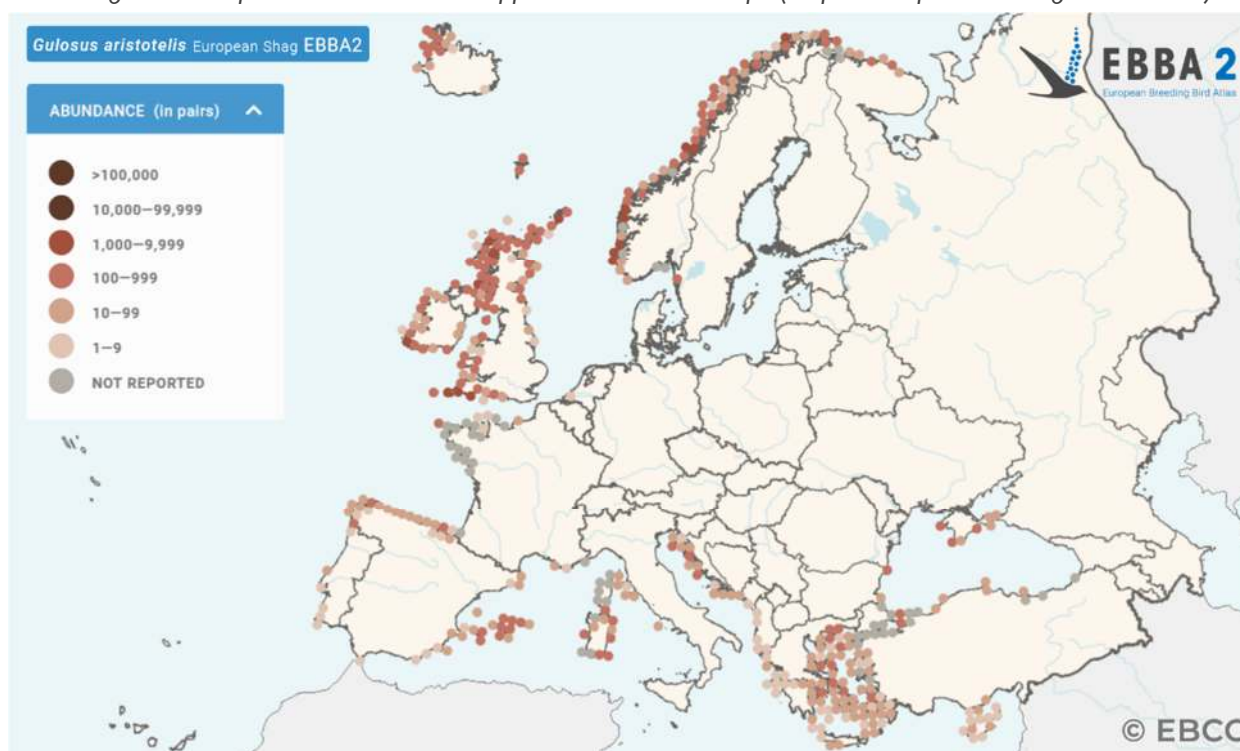 Gulosus aristotelis European Shag EBBA2
ABUNDANCE (in pairs)
>100,000
10,000–99,999
1,000–9,999
100–999
10–99
1–9
NOT REPORTED
EBBA 2
European Breeding Bird Atlas
© EBCC